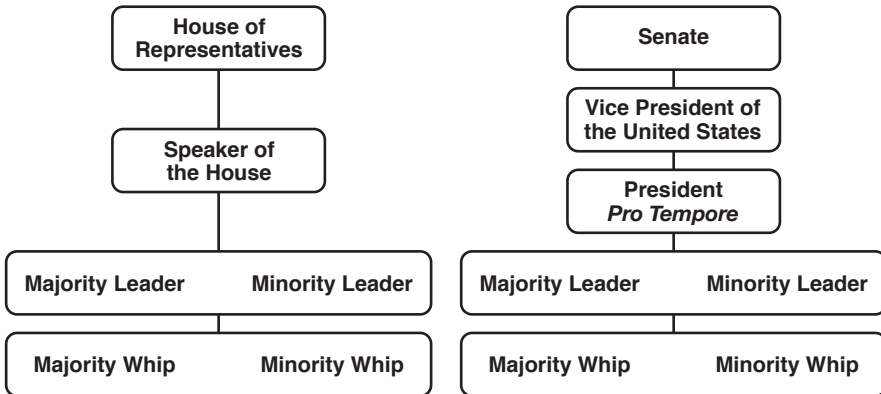 House of
Representatives
Speaker of
the House
Majority Leader Minority Leader
Majority Whip Minority Whip
Senate
Vice President of
the United States
President
Pro Tempore
Majority Leader Minority Leader
Majority Whip Minority Whip